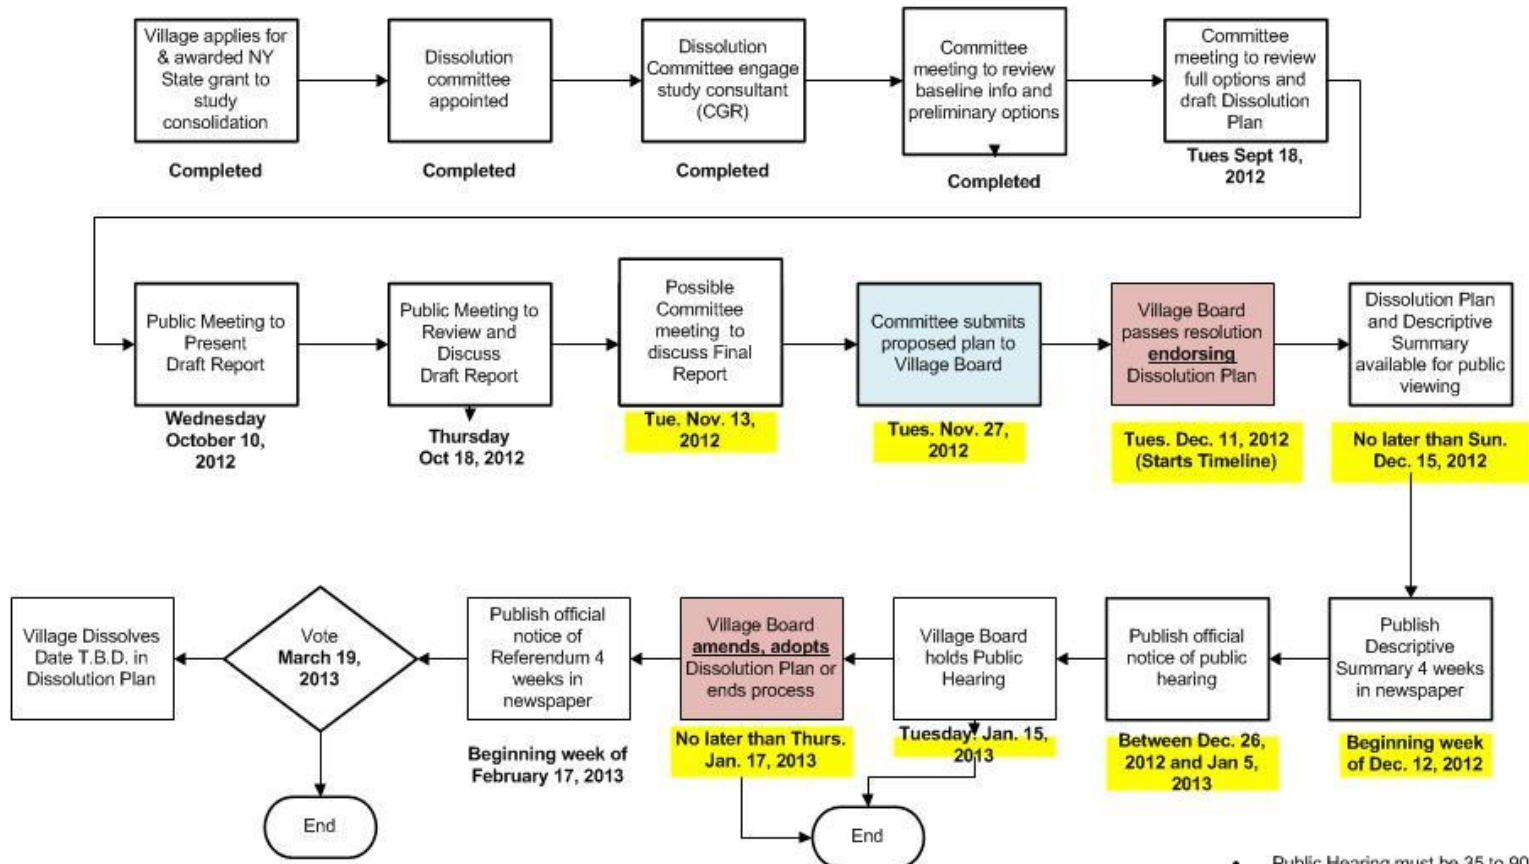 Village applies for
& awarded NY
State grant to
study
consolidation
Completed
Dissolution
committee
appointed
Completed
Dissolution
Committee engage
study consultant
(CGR)
Completed
Committee
meeting to review
baseline info and
preliminary options
Completed
Committee
meeting to review
full options and
draft Dissolution
Plan
Tues Sept 18,
2012
Public Meeting to
Present
Draft Report
Wednesday
October 10,
2012
Public Meeting to
Review and
Discuss
Draft Report
Thursday
Oct 18, 2012
Possible
Committee
meeting to
discuss Final
Report
Tue. Nov. 13,
2012
Committee submits
proposed plan to
Village Board
Tues. Nov. 27,
2012
Village Board
passes resolution
endorsing
Dissolution Plan
Tues. Dec. 11, 2012
(Starts Timeline)
Dissolution Plan
and Descriptive
Summary
available for public
viewing
No later than Sun.
Dec. 15, 2012
Publish
Descriptive
Summary 4 weeks
in newspaper
Beginning week
of Dec. 12, 2012
Publish official
notice of public
hearing
Between Dec. 26,
2012 and Jan 5,
2013
Village Board
holds Public
Hearing
Tuesday. Jan. 15,
2013
Village Board
amends, adopts
Dissolution Plan or
ends process
No later than Thurs.
Jan. 17, 2013
End
Publish official
notice of
Referendum 4
weeks in
newspaper
Beginning week of
February 17, 2013
Vote
March 19,
2013
End
Village Dissolves
Date T.B.D. in
Dissolution Plan
• Public Hearing must be 35 to 90